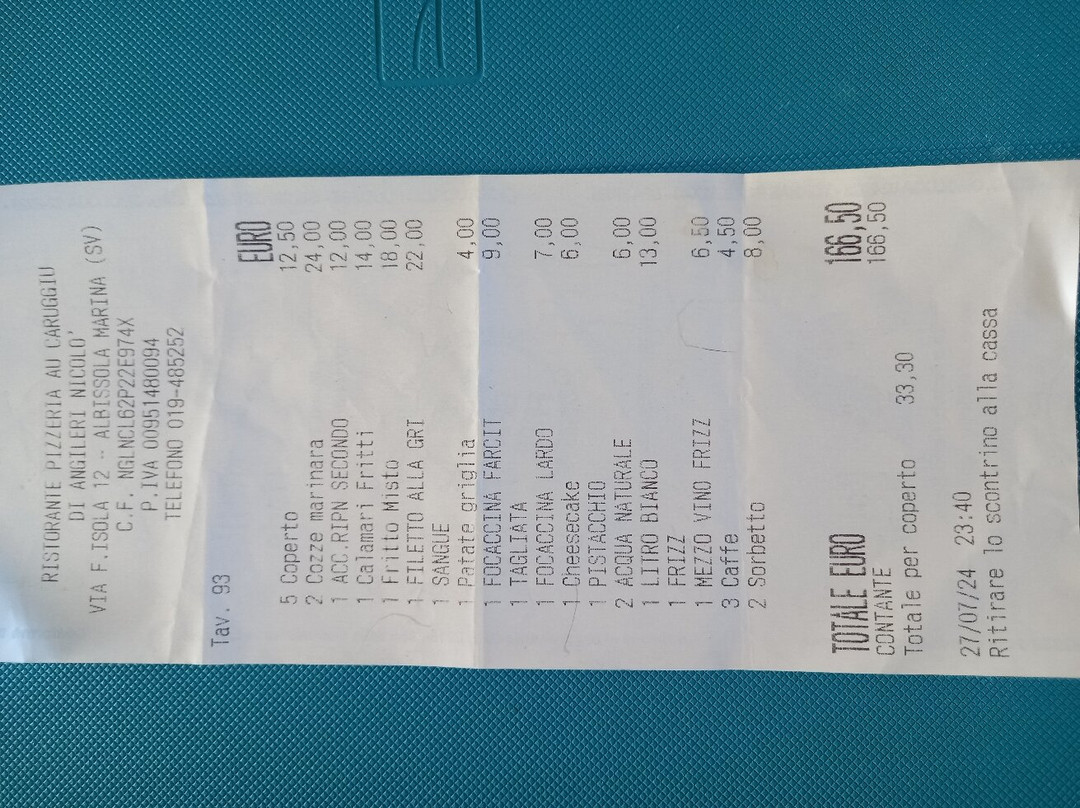 RISTORANTE PIZZERIA AU CARUGGIU
DI ANGILERI NICOLO'
VIA F.ISOLA 12 - ALBISSOLA MARINA (SV)
C.F. NGLNCL62P22E974X
P.IVA 00951480094
TELEFONO 019-485252
Tav. 93
EURO
5 Coperto 12,50
2 Cozze marinara 24,00
1 ACC.RIPN SECONDO 12,00
1 Calamari Fritti 14,00
1 Fritto Misto 18,00
1 FILETTO ALLA GRI 22,00
1 SANGUE
1 Patate griglia 4,00
1 FOCACCINA FARCIT 9,00
1 TAGLIATA
1 FOCACCINA LARDO 7,00
1 Cheesecake 6,00
1 PISTACCHIO
2 ACQUA NATURALE 6,00
1 LITRO BIANCO 13,00
1 FRIZZ
1 MEZZO VINO FRIZZ 6,50
3 Caffe 4,50
2 Sorbetto 8,00
TOTALE EURO 166,50
CONTANTE 166,50
Totale per coperto 33,30
27/07/24 23:40
Ritirare lo scontrino alla cassa